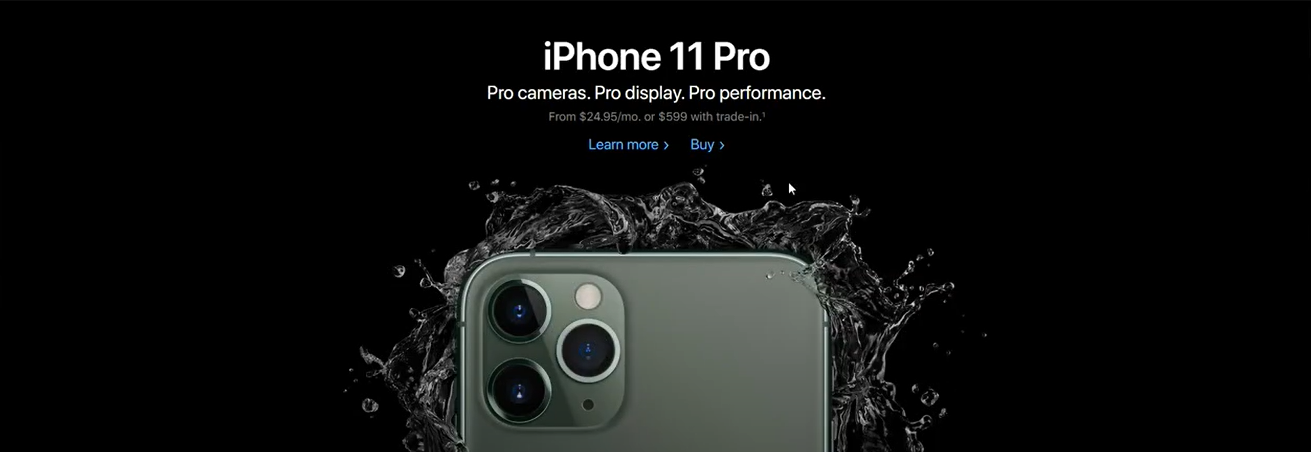 iPhone 11 Pro
Pro cameras. Pro display. Pro performance.
From $24.95/mo. or $599 with trade-in.¹
Learn more › Buy ›